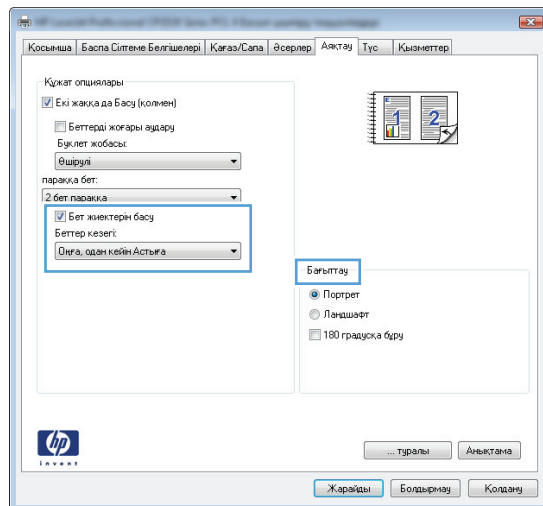 Қосымша Баспа Сілтеме Белгішелері Қағаз/Сапа Әсерлер Аяқтау Түс Қызметтер
Құжат опциялары
Екі жаққа да Басу (қолмен)
Беттерді жоғары аудару
Буклет жобасы:
Өшірулі
параққа бет:
2 бет параққа
Бет жиектерін басу
Беттер кезегі:
Оңға, одан кейін Астыға
1 2
Бағыттау
Портрет
Ландшафт
180 градусқа бұру
hp
invent
... туралы Анықтама
Жарайды Болдырмау Қолдану